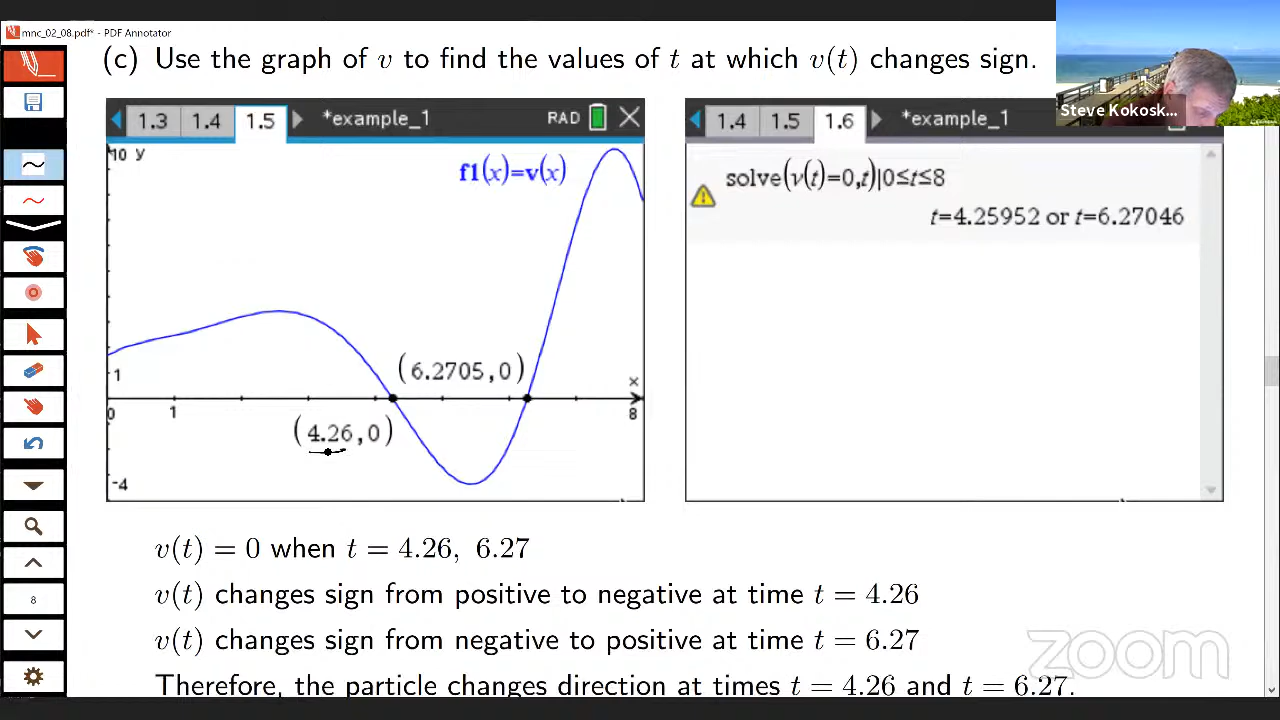 mnc_02_08.pdf* - PDF Annotator
(c) Use the graph of v to find the values of t at which v(t) changes sign.
Steve Kokosk...
1.3 1.4 1.5 *example_1 RAD
10 y
f1(x)=v(x)
(6.2705,0)
1
x
0 1 8
(4.26,0)
-4
1.4 1.5 1.6 *example_1
solve(v(t)=0,t)|0≤t≤8
t=4.25952 or t=6.27046
v(t) = 0 when t = 4.26, 6.27
v(t) changes sign from positive to negative at time t = 4.26
v(t) changes sign from negative to positive at time t = 6.27
Therefore, the particle changes direction at times t = 4.26 and t = 6.27.
8
zoom